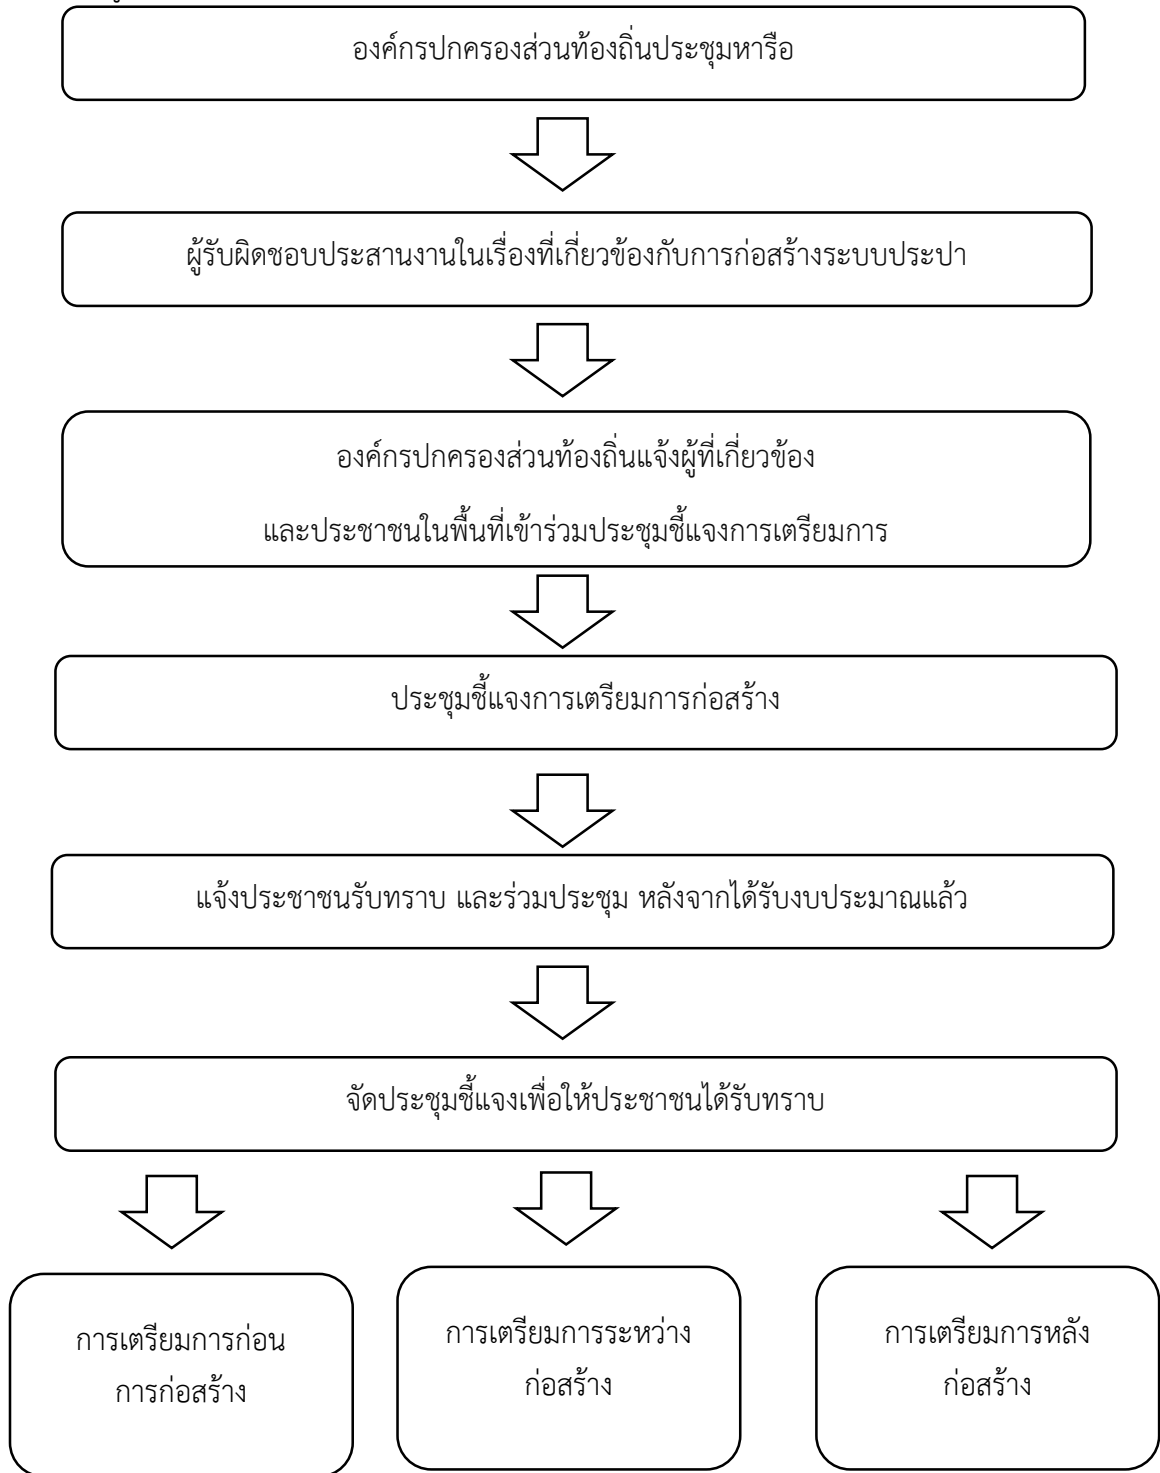 องค์กรปกครองส่วนท้องถิ่นประชุมหารือ
ผู้รับผิดชอบประสานงานในเรื่องที่เกี่ยวข้องกับการก่อสร้างระบบประปา
องค์กรปกครองส่วนท้องถิ่นแจ้งผู้ที่เกี่ยวข้อง
และประชาชนในพื้นที่เข้าร่วมประชุมชี้แจงการเตรียมการ
ประชุมชี้แจงการเตรียมการก่อสร้าง
แจ้งประชาชนรับทราบ และร่วมประชุม หลังจากได้รับงบประมาณแล้ว
จัดประชุมชี้แจงเพื่อให้ประชาชนได้รับทราบ
การเตรียมการก่อน
การก่อสร้าง
การเตรียมการระหว่าง
ก่อสร้าง
การเตรียมการหลัง
ก่อสร้าง